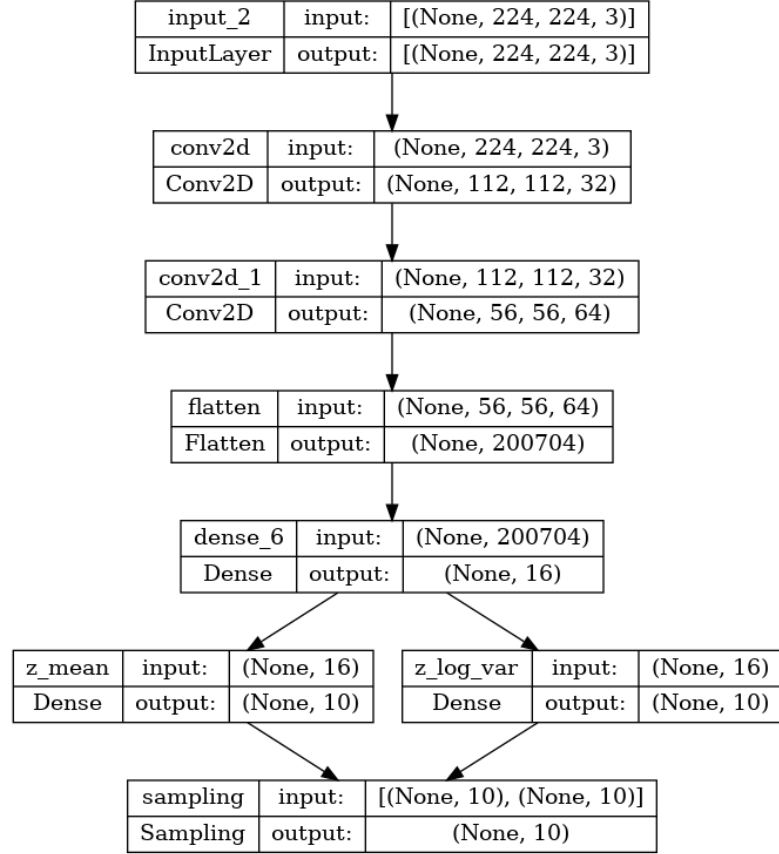 input_2 input: [(None, 224, 224, 3)]
InputLayer output: [(None, 224, 224, 3)]
conv2d input: (None, 224, 224, 3)
Conv2D output: (None, 112, 112, 32)
conv2d_1 input: (None, 112, 112, 32)
Conv2D output: (None, 56, 56, 64)
flatten input: (None, 56, 56, 64)
Flatten output: (None, 200704)
dense_6 input: (None, 200704)
Dense output: (None, 16)
z_mean input: (None, 16)
Dense output: (None, 10)
z_log_var input: (None, 16)
Dense output: (None, 10)
sampling input: [(None, 10), (None, 10)]
Sampling output: (None, 10)